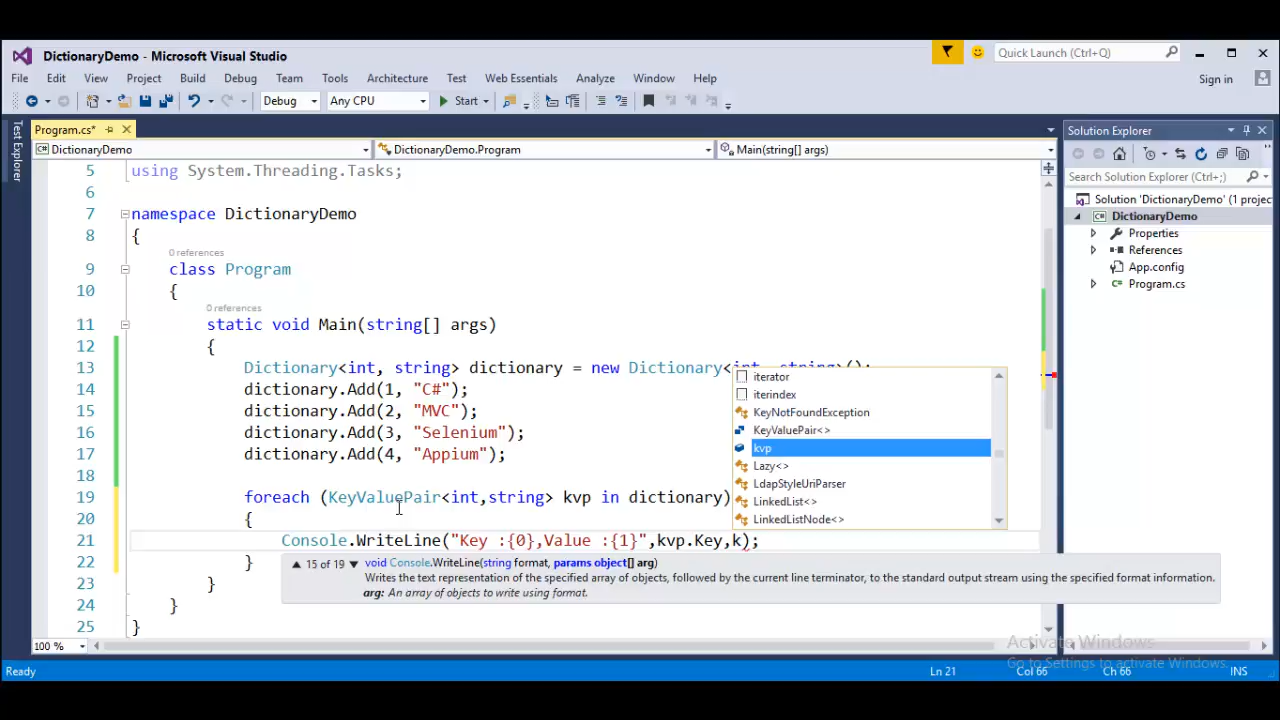 DictionaryDemo - Microsoft Visual Studio
Quick Launch (Ctrl+Q)
File Edit View Project Build Debug Team Tools Architecture Test Web Essentials Analyze Window Help
Sign in
Debug Any CPU Start
Test Explorer
Program.cs*
DictionaryDemo DictionaryDemo.Program Main(string[] args)
5 using System.Threading.Tasks;
6
7 namespace DictionaryDemo
8 {
0 references
9 class Program
10 {
0 references
11 static void Main(string[] args)
12 {
13 Dictionary<int, string> dictionary = new Dictionary<int, string>();
14 dictionary.Add(1, "C#");
15 dictionary.Add(2, "MVC");
16 dictionary.Add(3, "Selenium");
17 dictionary.Add(4, "Appium");
18
19 foreach (KeyValuePair<int,string> kvp in dictionary)
20 {
21 Console.WriteLine("Key :{0},Value :{1}",kvp.Key,k);
22 }
23 }
24 }
25 }
iterator
iterindex
KeyNotFoundException
KeyValuePair<>
kvp
Lazy<>
LdapStyleUriParser
LinkedList<>
LinkedListNode<>
15 of 19 void Console.WriteLine(string format, params object[] arg)
Writes the text representation of the specified array of objects, followed by the current line terminator, to the standard output stream using the specified format information.
arg: An array of objects to write using format.
Solution Explorer
Search Solution Explorer (Ctrl+;)
Solution 'DictionaryDemo' (1 projec
C# DictionaryDemo
Properties
References
App.config
C# Program.cs
Activate Windows
Go to Settings to activate Windows.
100 %
Ready Ln 21 Col 66 Ch 66 INS